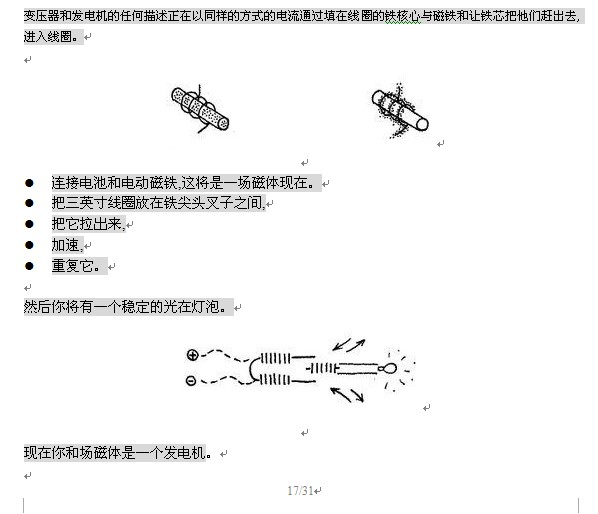 变压器和发电机的任何描述正在以同样的方式的电流通过填在线圈的铁核心与磁铁和让铁芯把他们赶出去,
进入线圈。
● 连接电池和电动磁铁,这将是一场磁体现在。
● 把三英寸线圈放在铁尖头叉子之间,
● 把它拉出来,
● 加速,
● 重复它。
然后你将有一个稳定的光在灯泡。
+
-
现在你和场磁体是一个发电机。
17/31